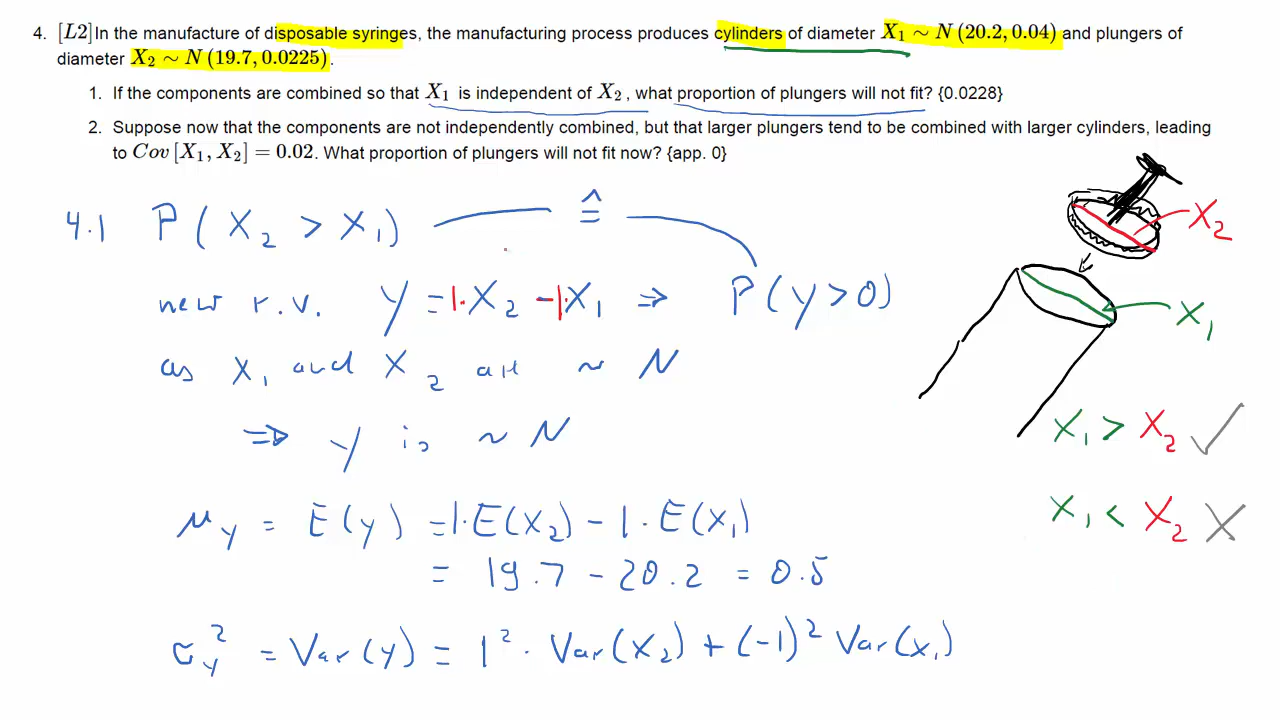 4. [L2]In the manufacture of disposable syringes, the manufacturing process produces cylinders of diameter X₁ ∼ N (20.2, 0.04) and plungers of
diameter X₂ ∼ N (19.7, 0.0225).
1. If the components are combined so that X₁ is independent of X₂, what proportion of plungers will not fit? {0.0228}
2. Suppose now that the components are not independently combined, but that larger plungers tend to be combined with larger cylinders, leading
to Cov [X₁, X₂] = 0.02. What proportion of plungers will not fit now? {app. 0}
4.1 P(X₂ > X₁) ≙
X₂
new r.v. Y = 1·X₂ -1·X₁ ⇒ P(Y>0)
X₁
as X₁ and X₂ are ~ N
⇒ Y is ~ N
X₁ > X₂ ✓
μ_Y = E(Y) = 1·E(X₂) - 1·E(X₁)
X₁ < X₂ ✗
= 19.7 - 20.2 = 0.5
σ_Y² = Var(Y) = 1²·Var(X₂) + (-1)² Var(X₁)